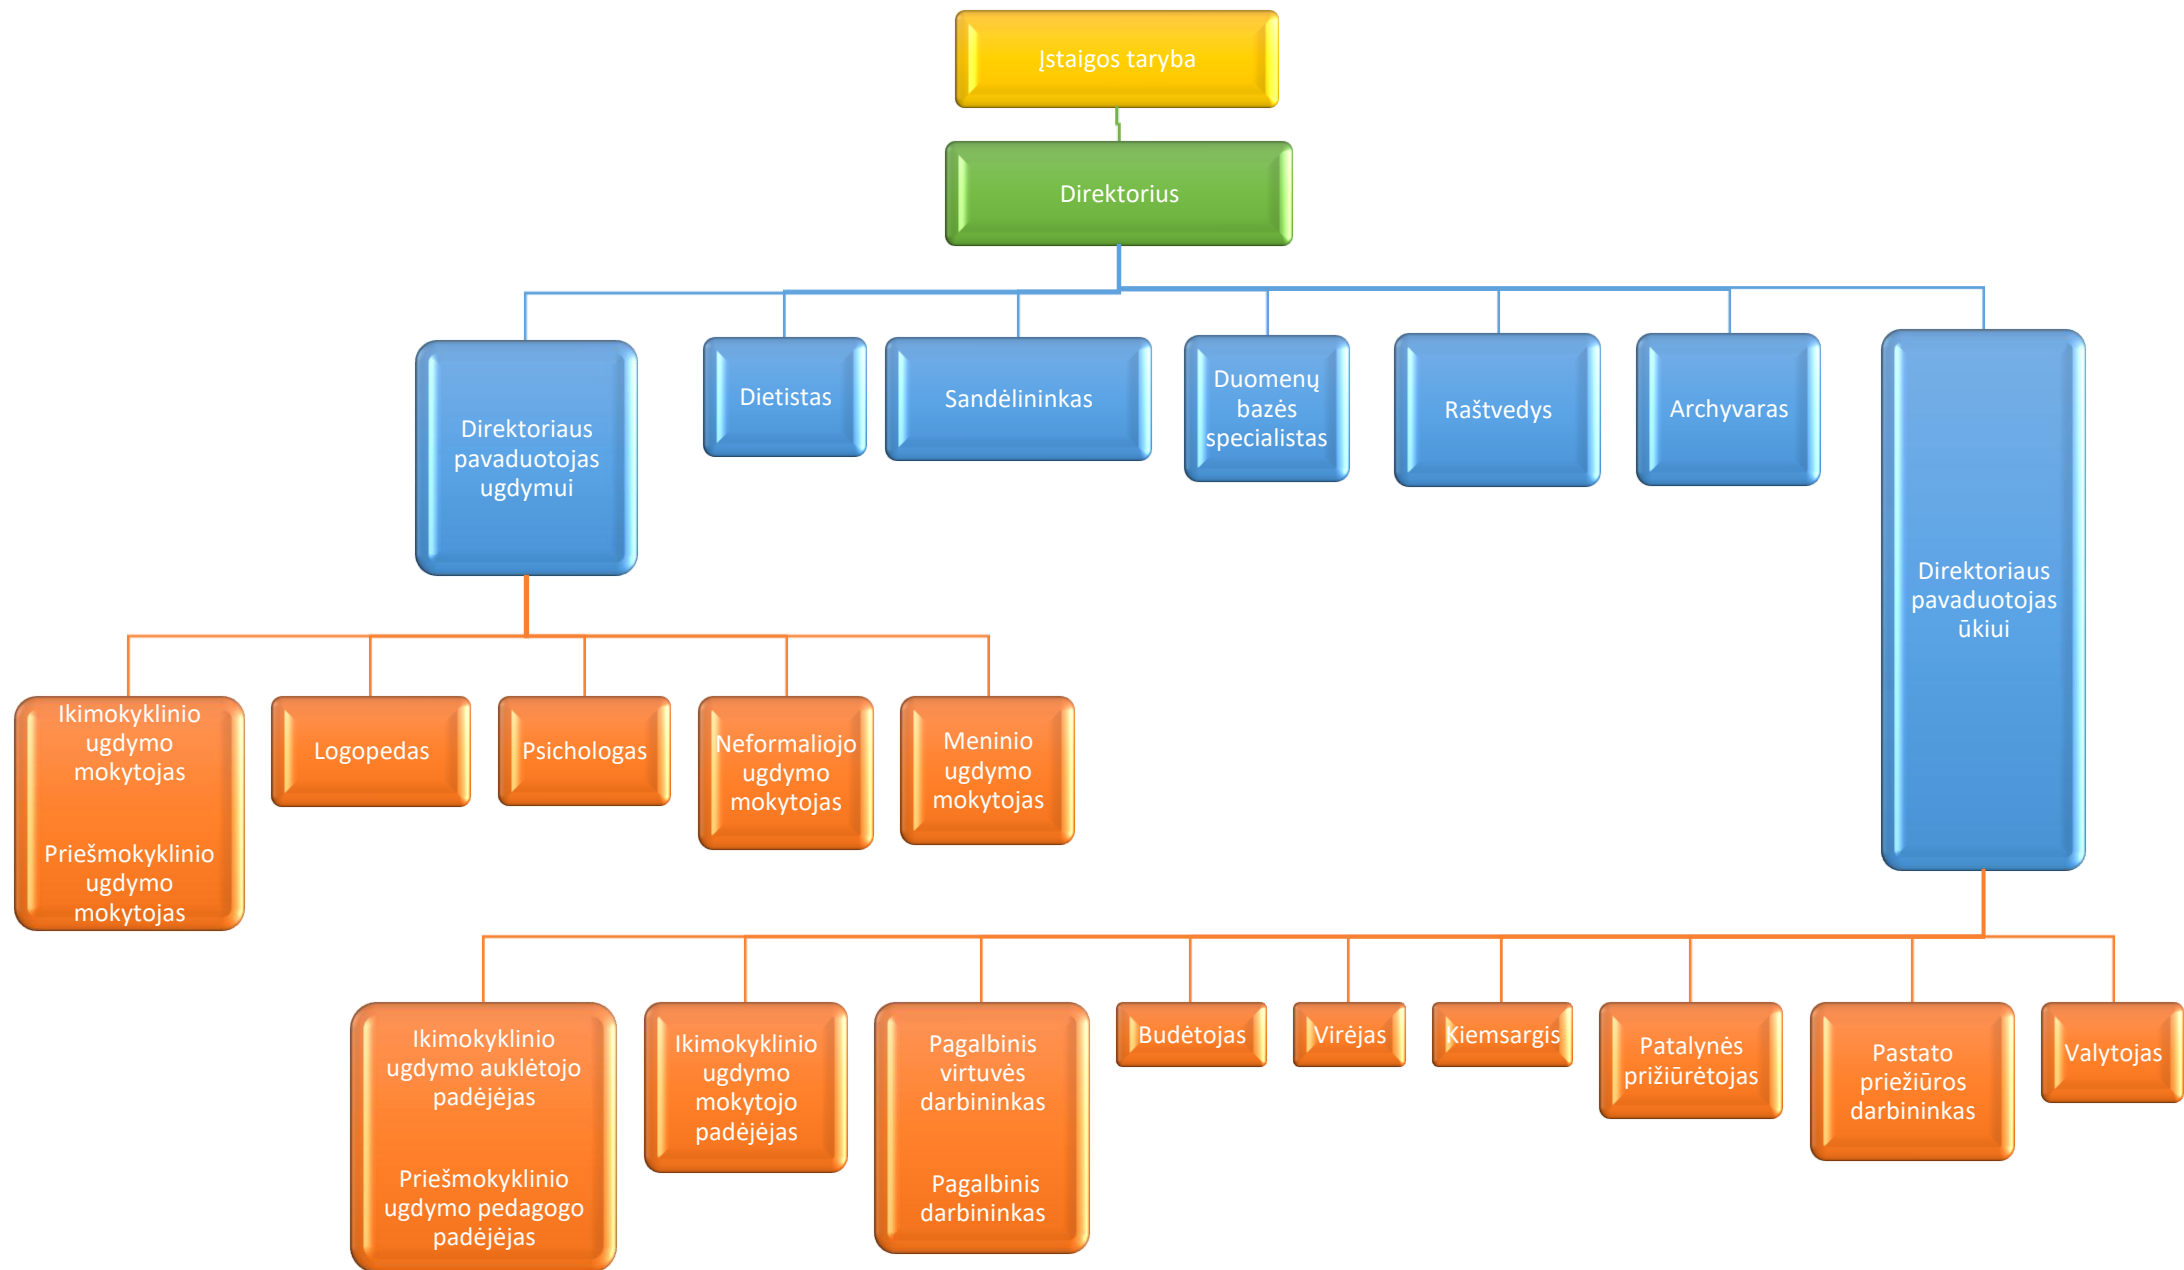 Įstaigos taryba
Direktorius
Direktoriaus
pavaduotojas
ugdymui
Dietistas
Sandėlininkas
Duomenų
bazės
specialistas
Raštvedys
Archyvaras
Direktoriaus
pavaduotojas
ūkiui
Ikimokyklinio
ugdymo
mokytojas
Priešmokyklinio
ugdymo
mokytojas
Logopedas
Psichologas
Neformaliojo
ugdymo
mokytojas
Meninio
ugdymo
mokytojas
Ikimokyklinio
ugdymo auklėtojo
padėjėjas
Priešmokyklinio
ugdymo pedagogo
padėjėjas
Ikimokyklinio
ugdymo
mokytojo
padėjėjas
Pagalbinis
virtuvės
darbininkas
Pagalbinis
darbininkas
Budėtojas
Virėjas
Kiemsargis
Patalynės
prižiūrėtojas
Pastato
priežiūros
darbininkas
Valytojas